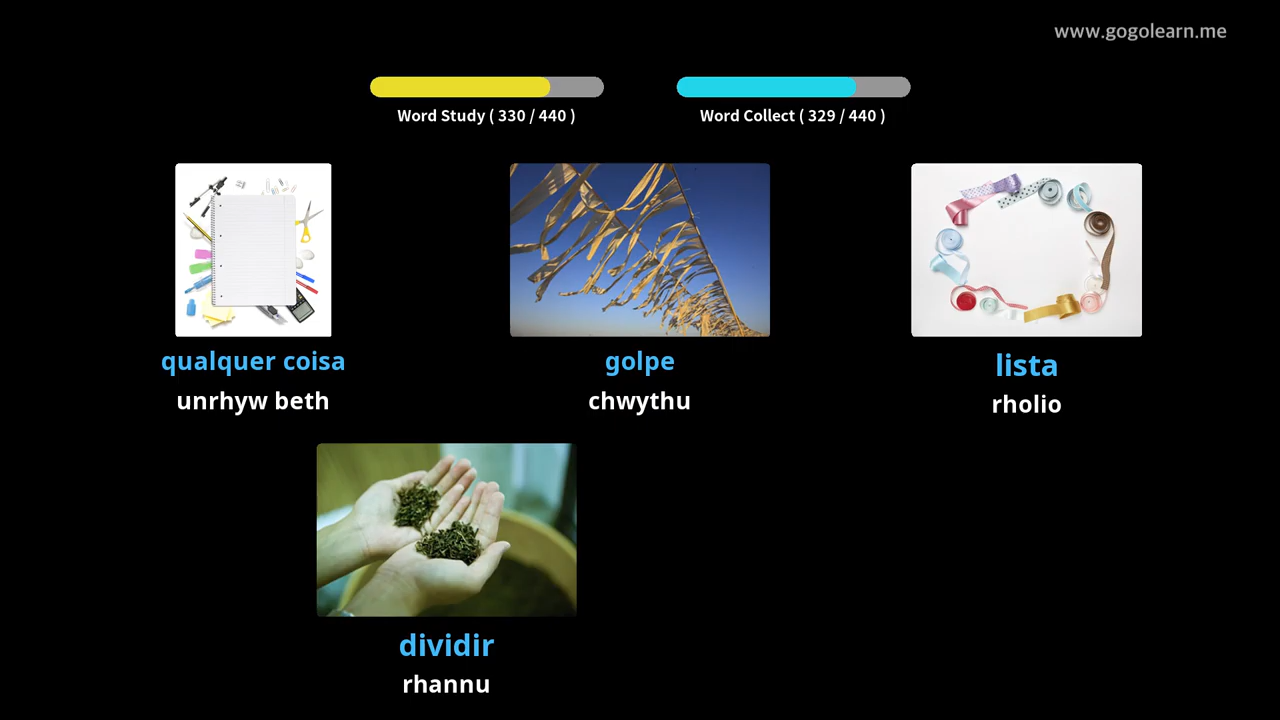 www.gogolearn.me
Word Study ( 330 / 440 )
Word Collect ( 329 / 440 )
qualquer coisa
unrhyw beth
golpe
chwythu
lista
rholio
dividir
rhannu